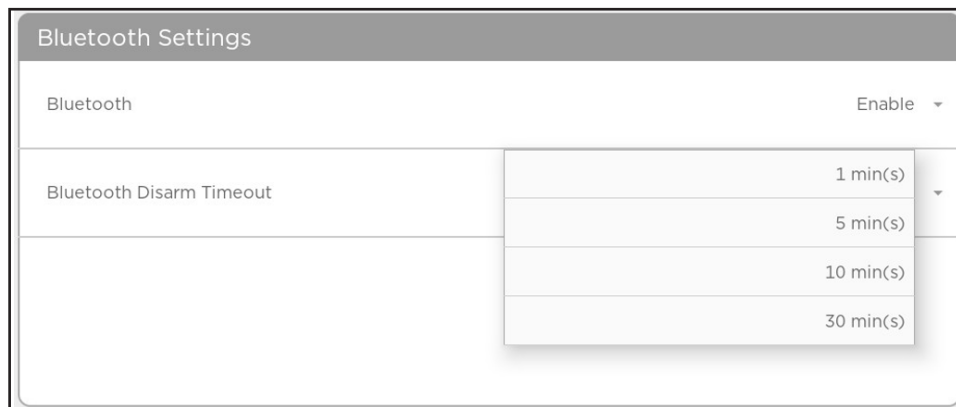 Bluetooth Settings
Bluetooth Enable
Bluetooth Disarm Timeout
1 min(s)
5 min(s)
10 min(s)
30 min(s)